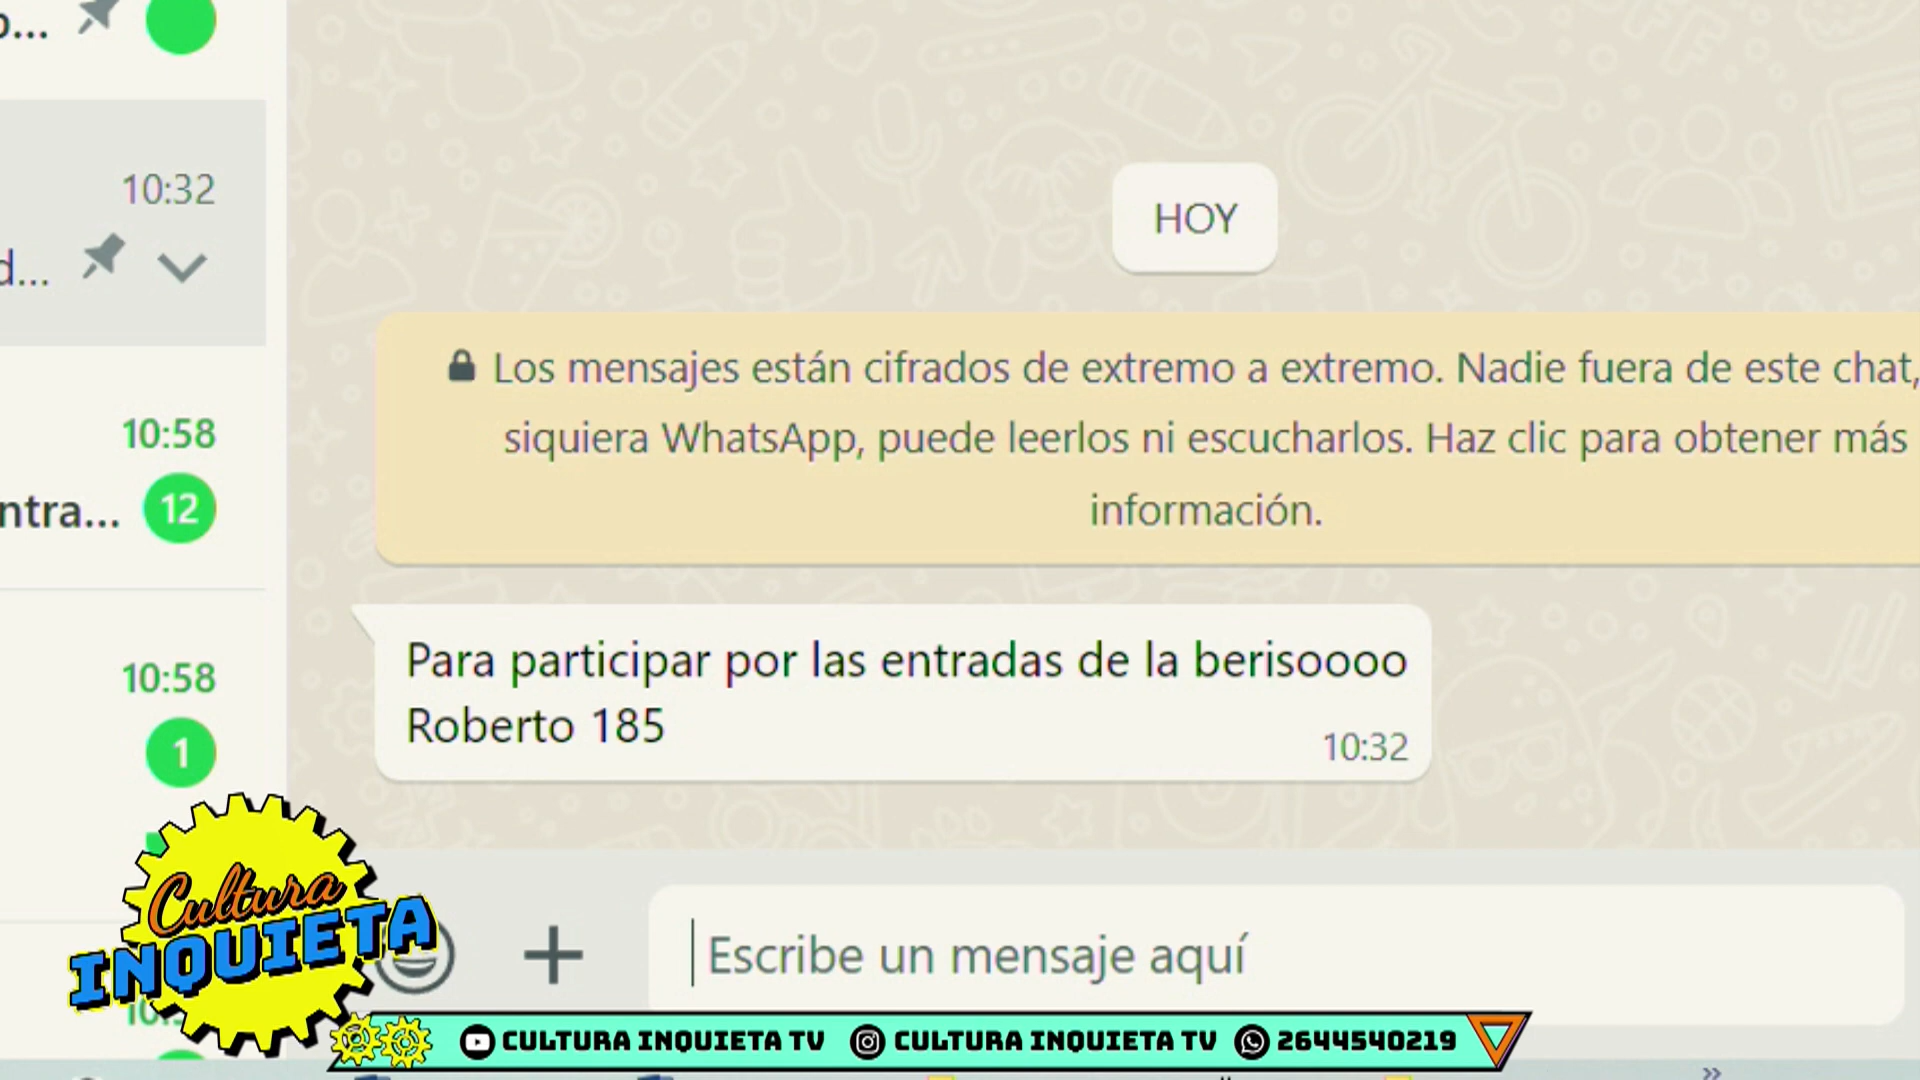 10:32
d...
10:58
ntra...
12
10:58
1
HOY
Los mensajes están cifrados de extremo a extremo. Nadie fuera de este chat,
siquiera WhatsApp, puede leerlos ni escucharlos. Haz clic para obtener más
información.
Para participar por las entradas de la berisoooo
Roberto 185
10:32
Escribe un mensaje aquí
Cultura
INQUIETA
CULTURA INQUIETA TV
CULTURA INQUIETA TV
2644540219